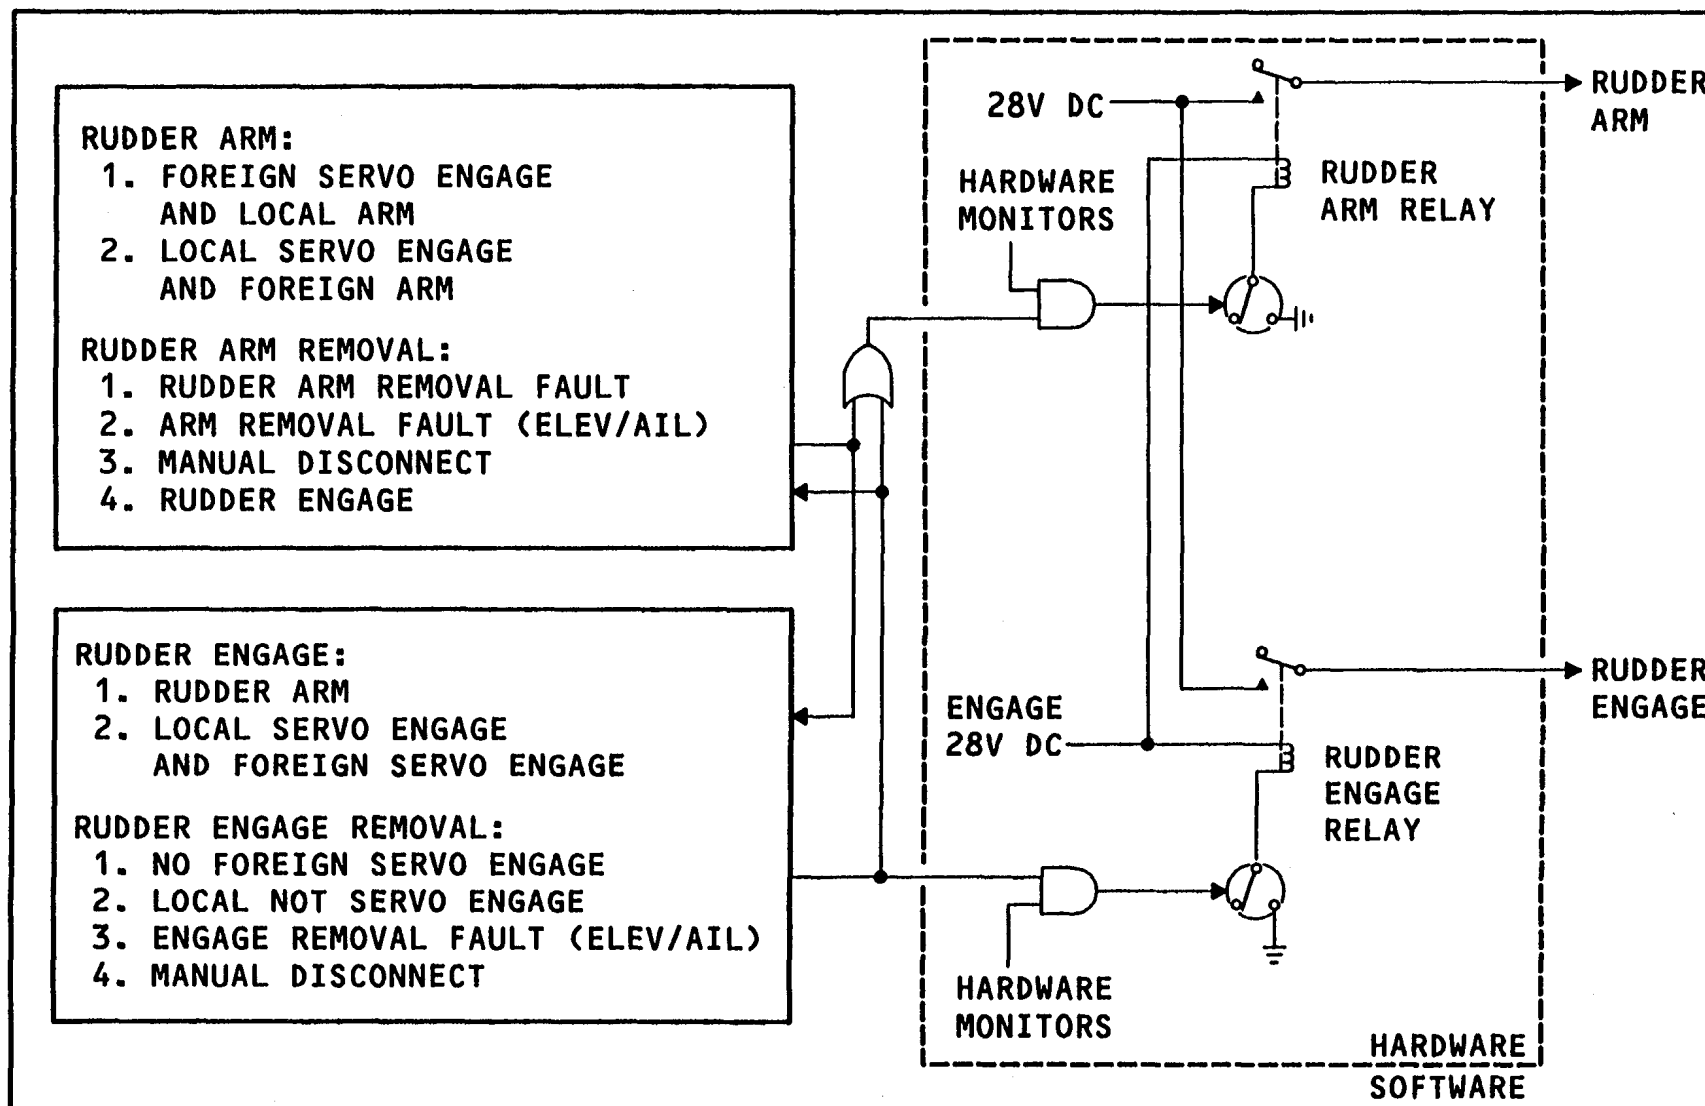 RUDDER ARM:
1. FOREIGN SERVO ENGAGE
AND LOCAL ARM
2. LOCAL SERVO ENGAGE
AND FOREIGN ARM
RUDDER ARM REMOVAL:
1. RUDDER ARM REMOVAL FAULT
2. ARM REMOVAL FAULT (ELEV/AIL)
3. MANUAL DISCONNECT
4. RUDDER ENGAGE
RUDDER ENGAGE:
1. RUDDER ARM
2. LOCAL SERVO ENGAGE
AND FOREIGN SERVO ENGAGE
RUDDER ENGAGE REMOVAL:
1. NO FOREIGN SERVO ENGAGE
2. LOCAL NOT SERVO ENGAGE
3. ENGAGE REMOVAL FAULT (ELEV/AIL)
4. MANUAL DISCONNECT
28V DC
HARDWARE
MONITORS
RUDDER
ARM RELAY
RUDDER
ARM
ENGAGE
28V DC
RUDDER
ENGAGE
RELAY
RUDDER
ENGAGE
HARDWARE
MONITORS
HARDWARE
SOFTWARE